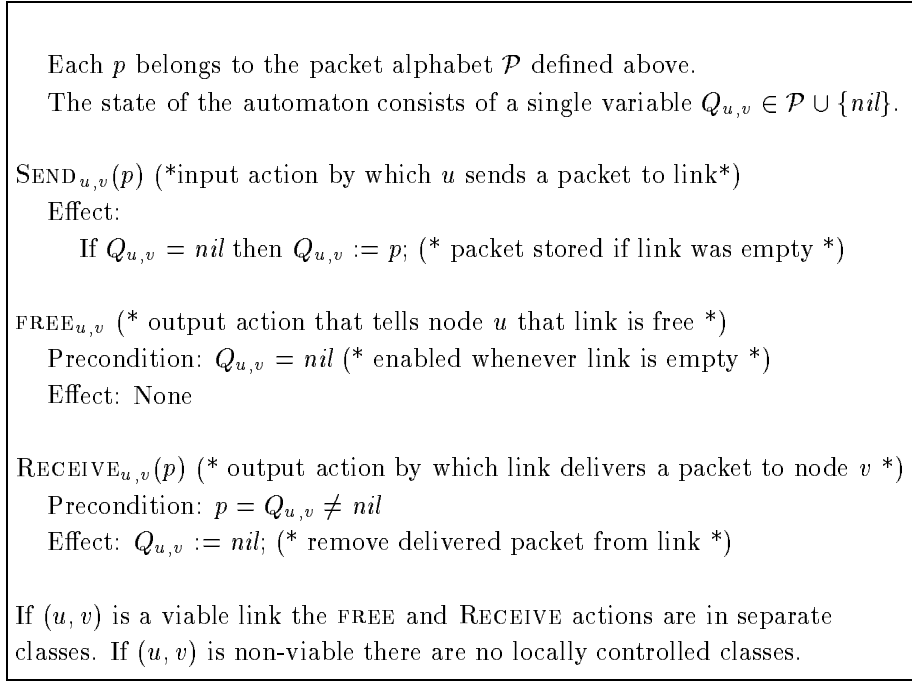 Each p belongs to the packet alphabet 𝒫 defined above.
The state of the automaton consists of a single variable Q_{u,v} ∈ 𝒫 ∪ {nil}.
SEND_{u,v}(p) (*input action by which u sends a packet to link*)
Effect:
If Q_{u,v} = nil then Q_{u,v} := p; (* packet stored if link was empty *)
FREE_{u,v} (* output action that tells node u that link is free *)
Precondition: Q_{u,v} = nil (* enabled whenever link is empty *)
Effect: None
RECEIVE_{u,v}(p) (* output action by which link delivers a packet to node v *)
Precondition: p = Q_{u,v} ≠ nil
Effect: Q_{u,v} := nil; (* remove delivered packet from link *)
If (u, v) is a viable link the FREE and RECEIVE actions are in separate
classes. If (u, v) is non-viable there are no locally controlled classes.